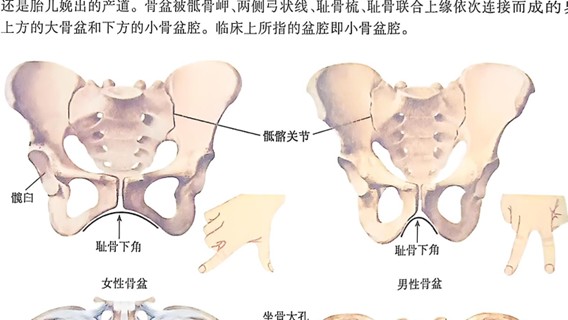 还是胎儿娩出的产道。骨盆被骶骨岬、两侧弓状线、耻骨梳、耻骨联合上缘依次连接而成的
上方的大骨盆和下方的小骨盆腔。临床上所指的盆腔即小骨盆腔。
骶髂关节
髋臼
耻骨下角
耻骨下角
女性骨盆
男性骨盆
坐骨大孔